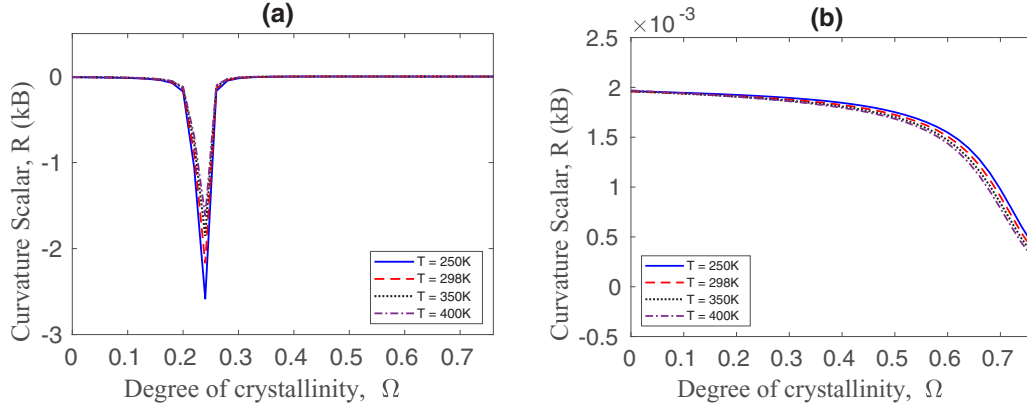 (a)
Curvature Scalar, R (kB)
0
-1
-2
-3
0 0.1 0.2 0.3 0.4 0.5 0.6 0.7
Degree of crystallinity, Ω
T = 250K
T = 298K
T = 350K
T = 400K
(b)
×10⁻³
Curvature Scalar, R (kB)
2.5
2
1.5
1
0.5
0
-0.5
0 0.1 0.2 0.3 0.4 0.5 0.6 0.7
Degree of crystallinity, Ω
T = 250K
T = 298K
T = 350K
T = 400K